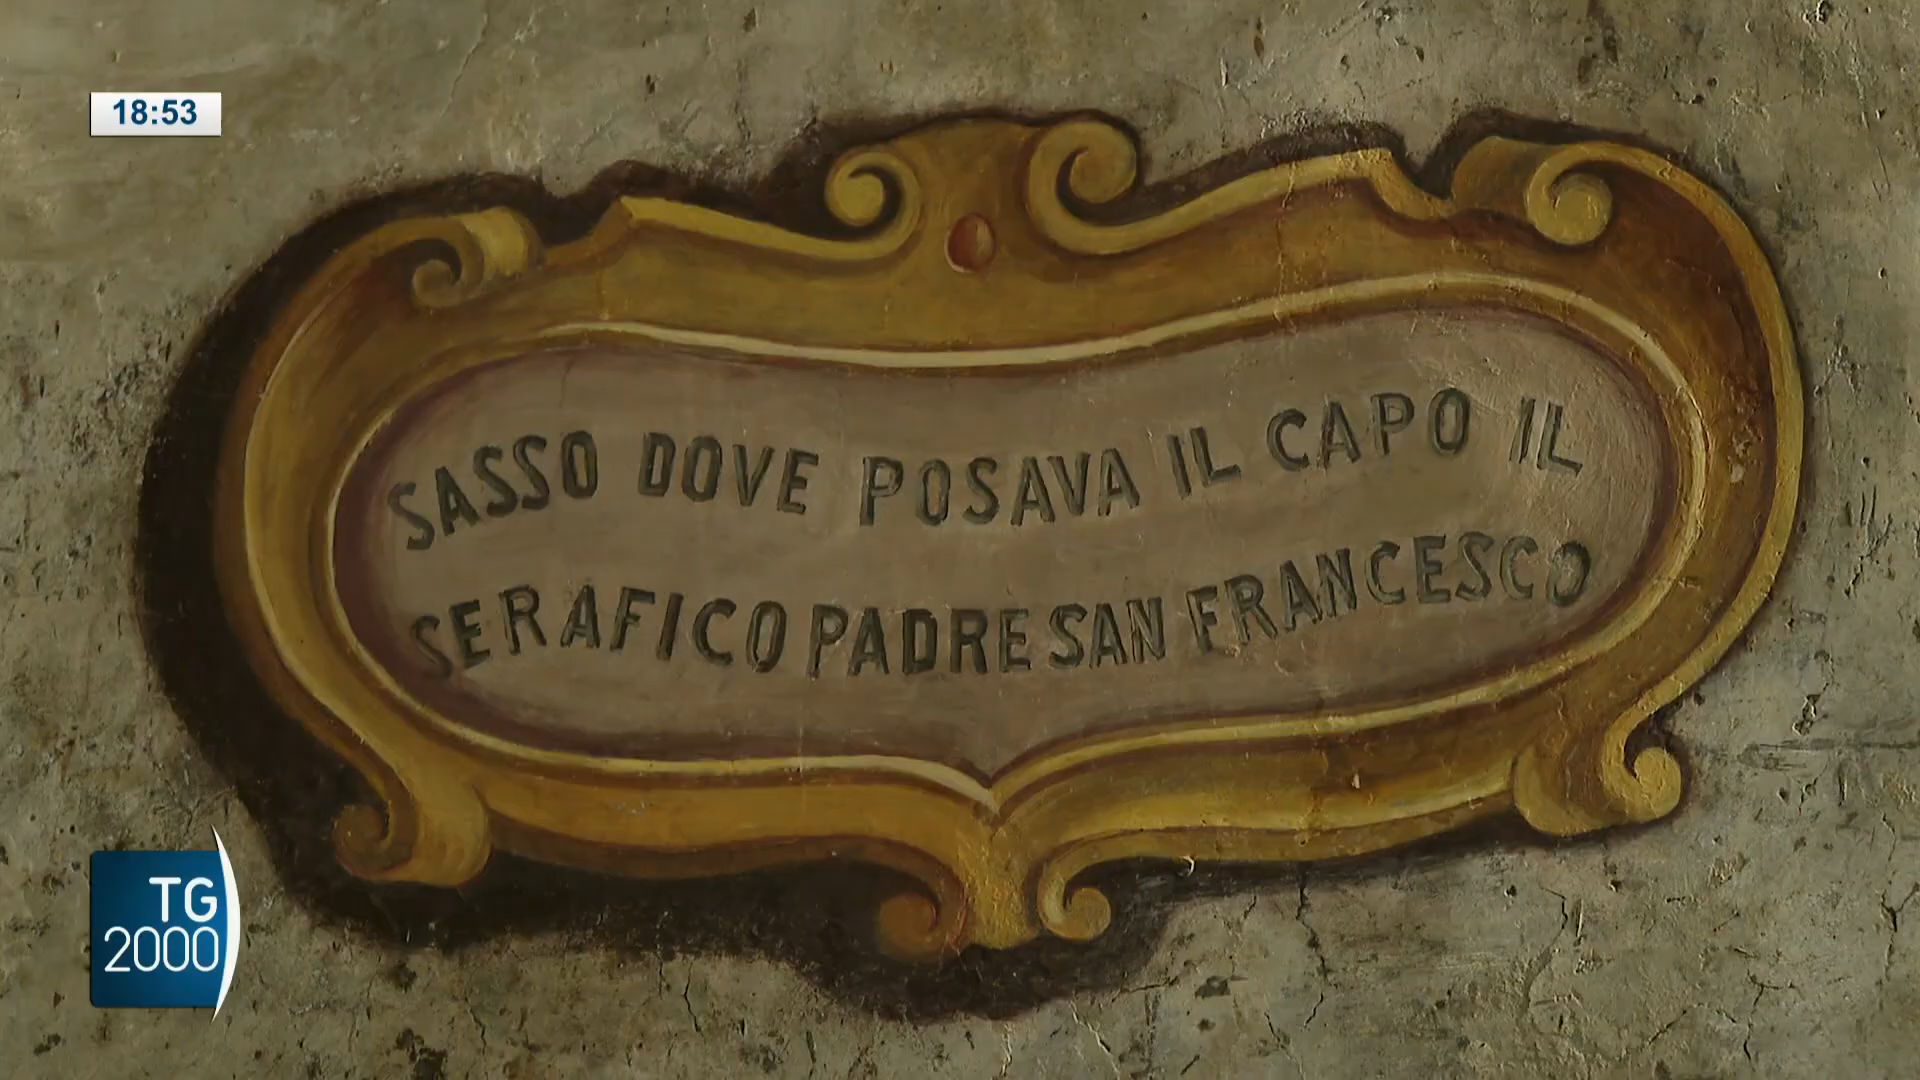 18:53
SASSO DOVE POSAVA IL CAPO IL
SERAFICO PADRE SAN FRANCESCO
TG
2000